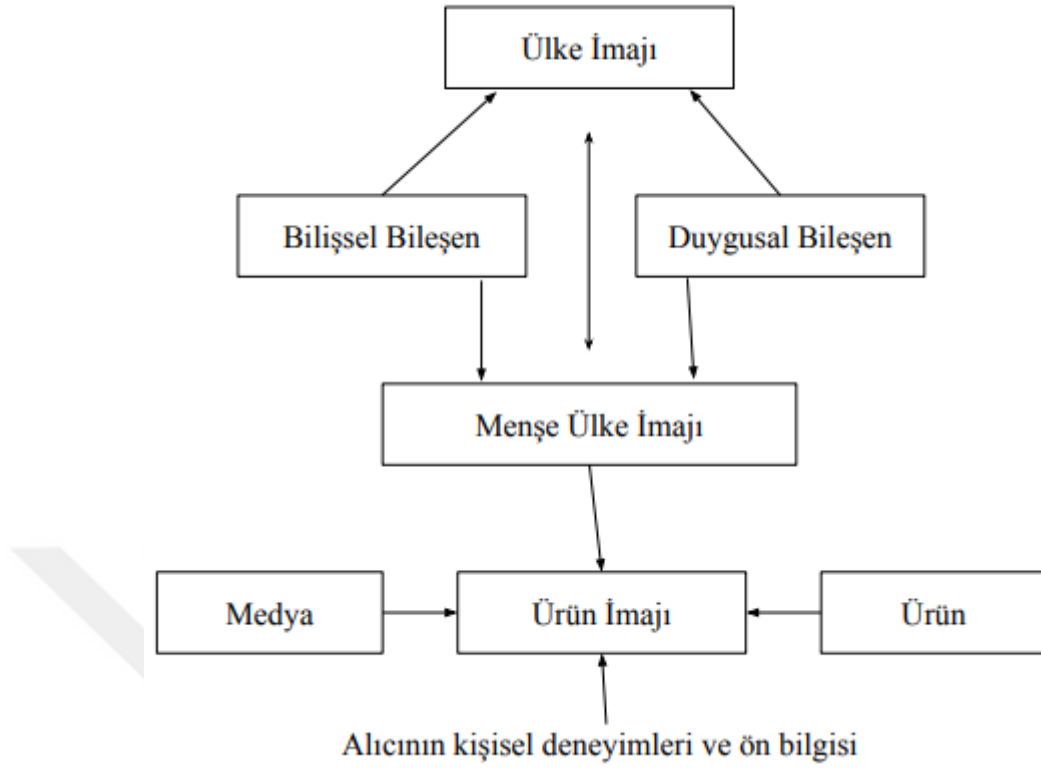 Ülke İmajı
Bilişsel Bileşen
Duygusal Bileşen
Menşe Ülke İmajı
Medya
Ürün İmajı
Ürün
Alıcının kişisel deneyimleri ve ön bilgisi